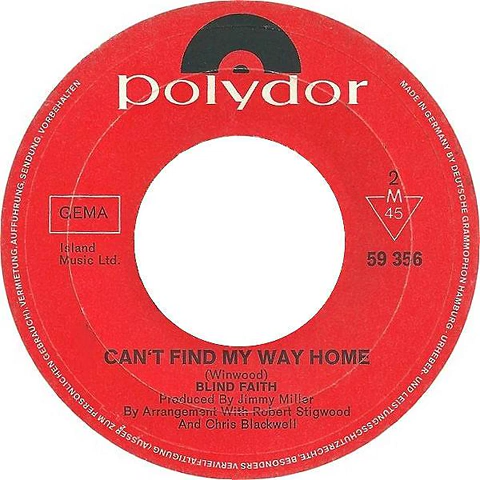 polydor
GEMA
Island
Music Ltd.
2
M
45
59 356
CAN'T FIND MY WAY HOME
(Winwood)
BLIND FAITH
Produced By Jimmy Miller
By Arrangement With Robert Stigwood
And Chris Blackwell
MADE IN GERMANY BY DEUTSCHE GRAMMOPHON HAMBURG · URHEBER UND LEISTUNGSSCHUTZRECHTE, BESONDERS VERVIELFÄLTIGUNG (AUSSER ZUM PERSÖNLICHEN GEBRAUCH), VERMIETUNG, AUFFÜHRUNG, SENDUNG VORBEHALTEN